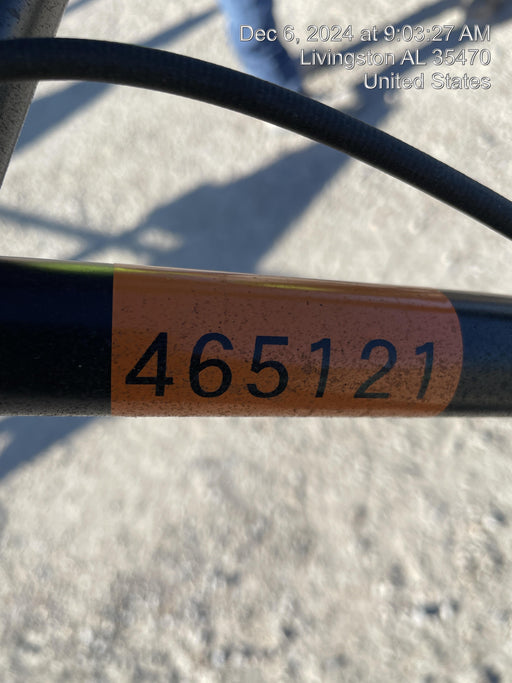 Dec 6, 2024 at 9:03:27 AM
Livingston AL 35470
United States
465121